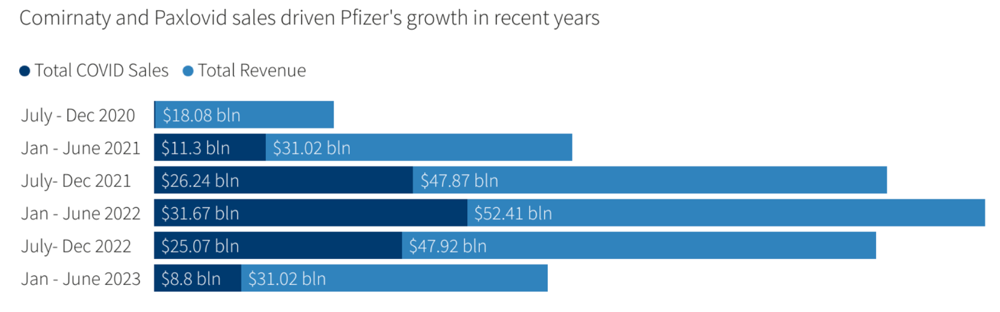 Comirnaty and Paxlovid sales driven Pfizer's growth in recent years
Total COVID Sales Total Revenue
July - Dec 2020 $18.08 bln
Jan - June 2021 $11.3 bln $31.02 bln
July- Dec 2021 $26.24 bln $47.87 bln
Jan - June 2022 $31.67 bln $52.41 bln
July- Dec 2022 $25.07 bln $47.92 bln
Jan - June 2023 $8.8 bln $31.02 bln